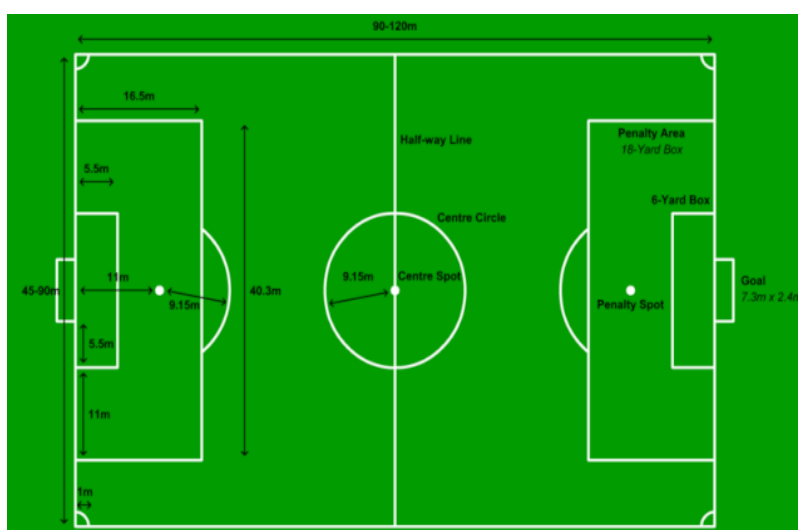 90-120m
16.5m
Half-way Line
Penalty Area
18-Yard Box
5.5m
6-Yard Box
Centre Circle
11m
9.15m
Centre Spot
Goal
45-90m
40.3m
7.3m x 2.4m
9.15m
Penalty Spot
5.5m
11m
1m